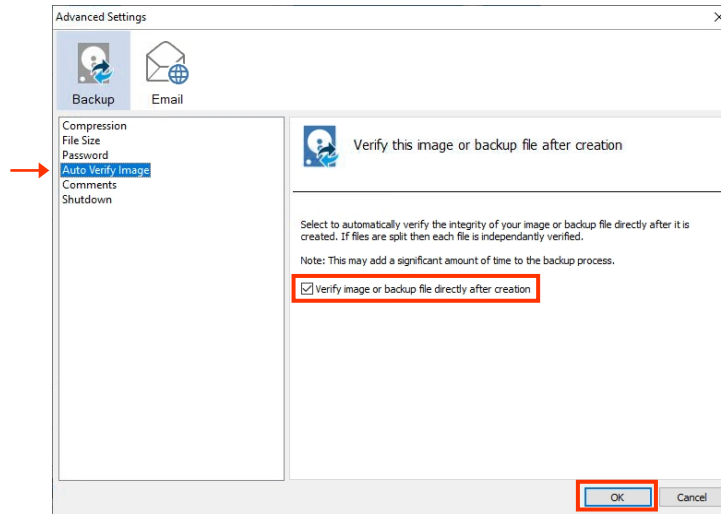 Advanced Settings
Backup
Email
Compression
File Size
Password
Auto Verify Image
Comments
Shutdown
Verify this image or backup file after creation
Select to automatically verify the integrity of your image or backup file directly after it is
created. If files are split then each file is independantly verified.
Note: This may add a significant amount of time to the backup process.
Verify image or backup file directly after creation
OK
Cancel